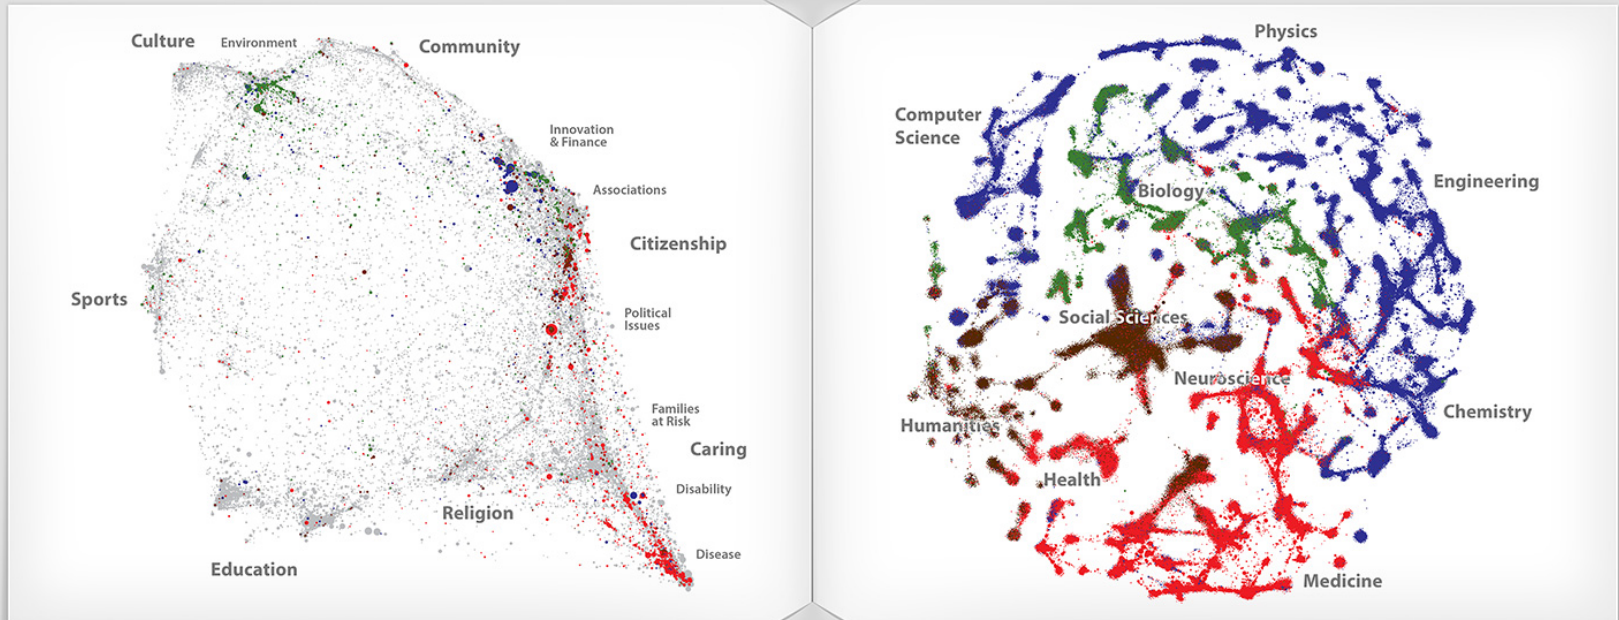 Culture
Environment
Community
Innovation
& Finance
Associations
Citizenship
Sports
Political
Issues
Families
at Risk
Caring
Disability
Religion
Disease
Education
Physics
Computer
Science
Engineering
Biology
Social Sciences
Neuroscience
Chemistry
Humanities
Health
Medicine